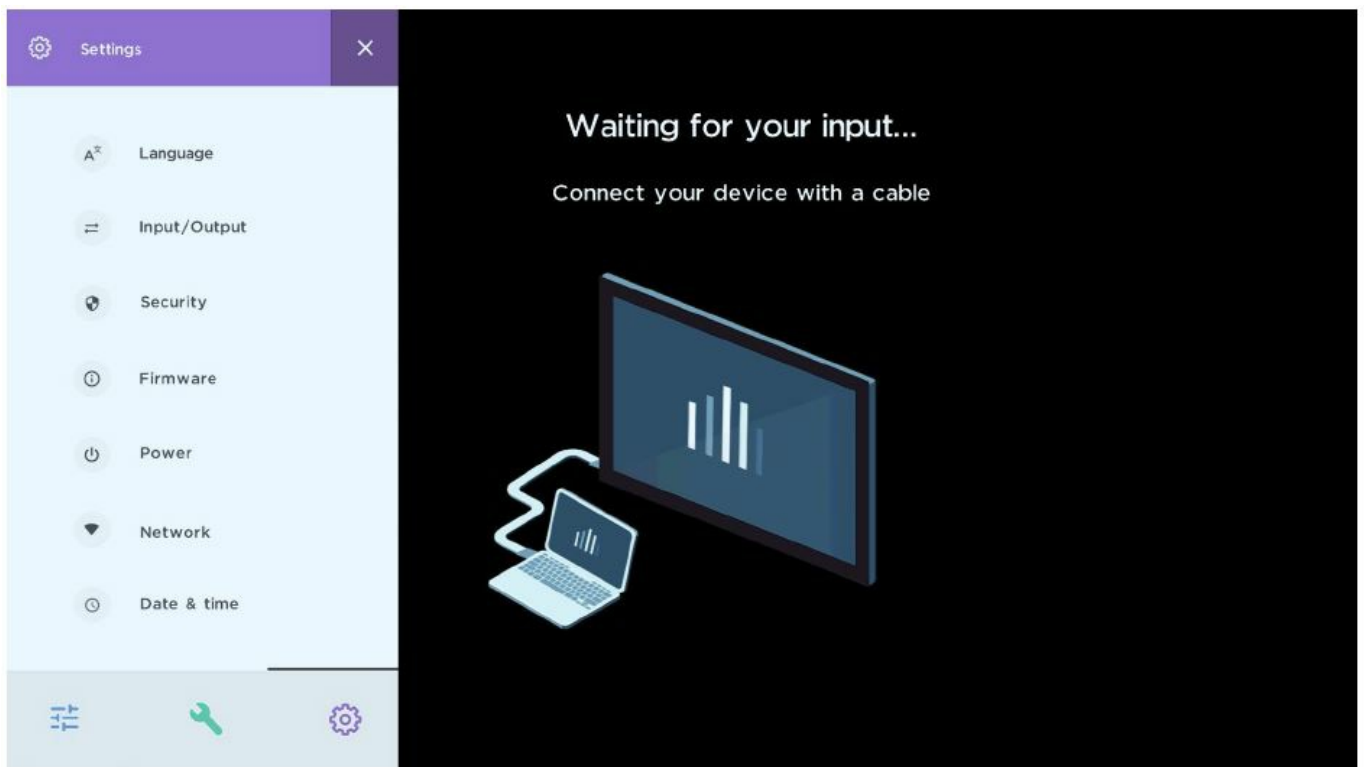 Settings
Language
Input/Output
Security
Firmware
Power
Network
Date & time
Waiting for your input...
Connect your device with a cable